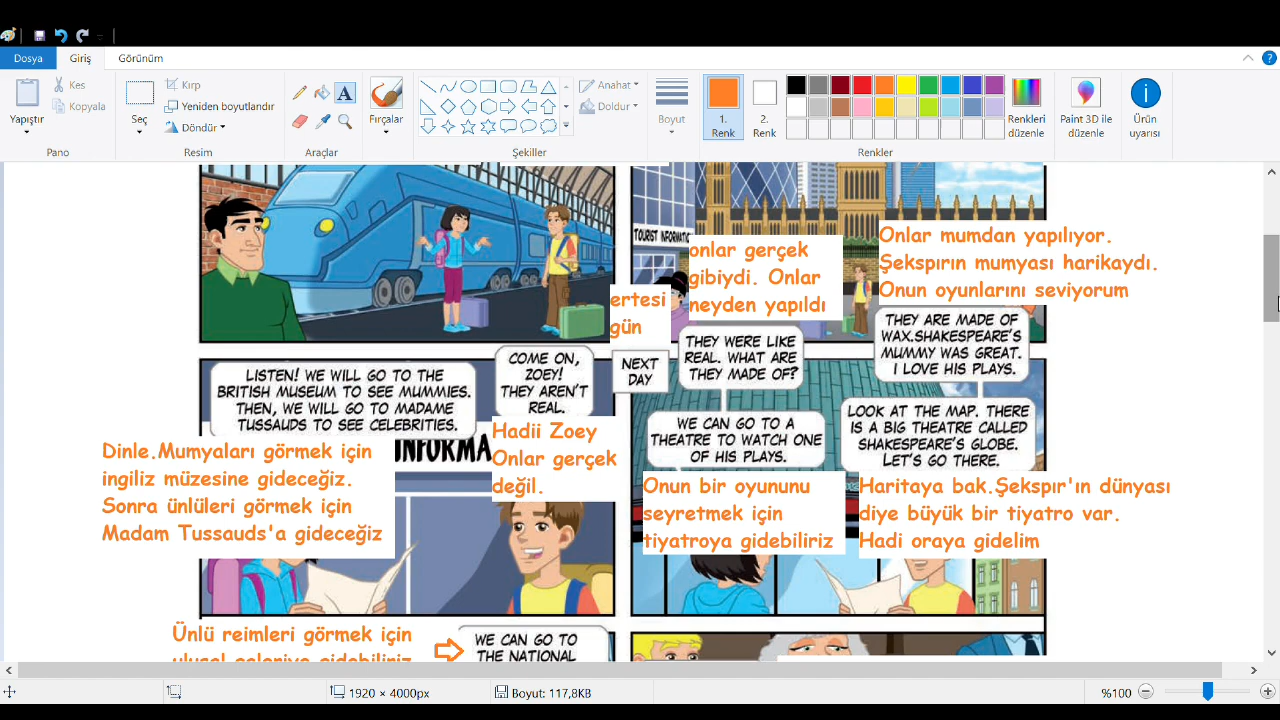 Dosya
Giriş
Görünüm
Yapıştır
Kes
Kopyala
Pano
Seç
Kırp
Yeniden boyutlandır
Döndür
Resim
A
Araçlar
Fırçalar
Anahat
Doldur
Şekiller
Boyut
1.
Renk
2.
Renk
Renkleri
düzenle
Renkler
Paint 3D ile
düzenle
Ürün
uyarısı
TOURIST INFORMATIO
ertesi
gün
onlar gerçek
gibiydi. Onlar
neyden yapıldı
Onlar mumdan yapılıyor.
Şekspırın mumyası harikaydı.
Onun oyunlarını seviyorum
LISTEN! WE WILL GO TO THE
BRITISH MUSEUM TO SEE MUMMIES.
THEN, WE WILL GO TO MADAME
TUSSAUDS TO SEE CELEBRITIES.
COME ON,
ZOEY!
THEY AREN'T
REAL.
NEXT
DAY
THEY WERE LIKE
REAL. WHAT ARE
THEY MADE OF?
THEY ARE MADE OF
WAX.SHAKESPEARE'S
MUMMY WAS GREAT.
I LOVE HIS PLAYS.
WE CAN GO TO A
THEATRE TO WATCH ONE
OF HIS PLAYS.
LOOK AT THE MAP. THERE
IS A BIG THEATRE CALLED
SHAKESPEARE'S GLOBE.
LET'S GO THERE.
INFORMA
Dinle.Mumyaları görmek için
ingiliz müzesine gideceğiz.
Sonra ünlüleri görmek için
Madam Tussauds'a gideceğiz
Hadii Zoey
Onlar gerçek
değil.
Onun bir oyununu
seyretmek için
tiyatroya gidebiliriz
Haritaya bak.Şekspır'ın dünyası
diye büyük bir tiyatro var.
Hadi oraya gidelim
Ünlü reimleri görmek için
ulusal galeriye gidebiliriz
WE CAN GO TO
THE NATIONAL
1920 × 4000px
Boyut: 117,8KB
%100